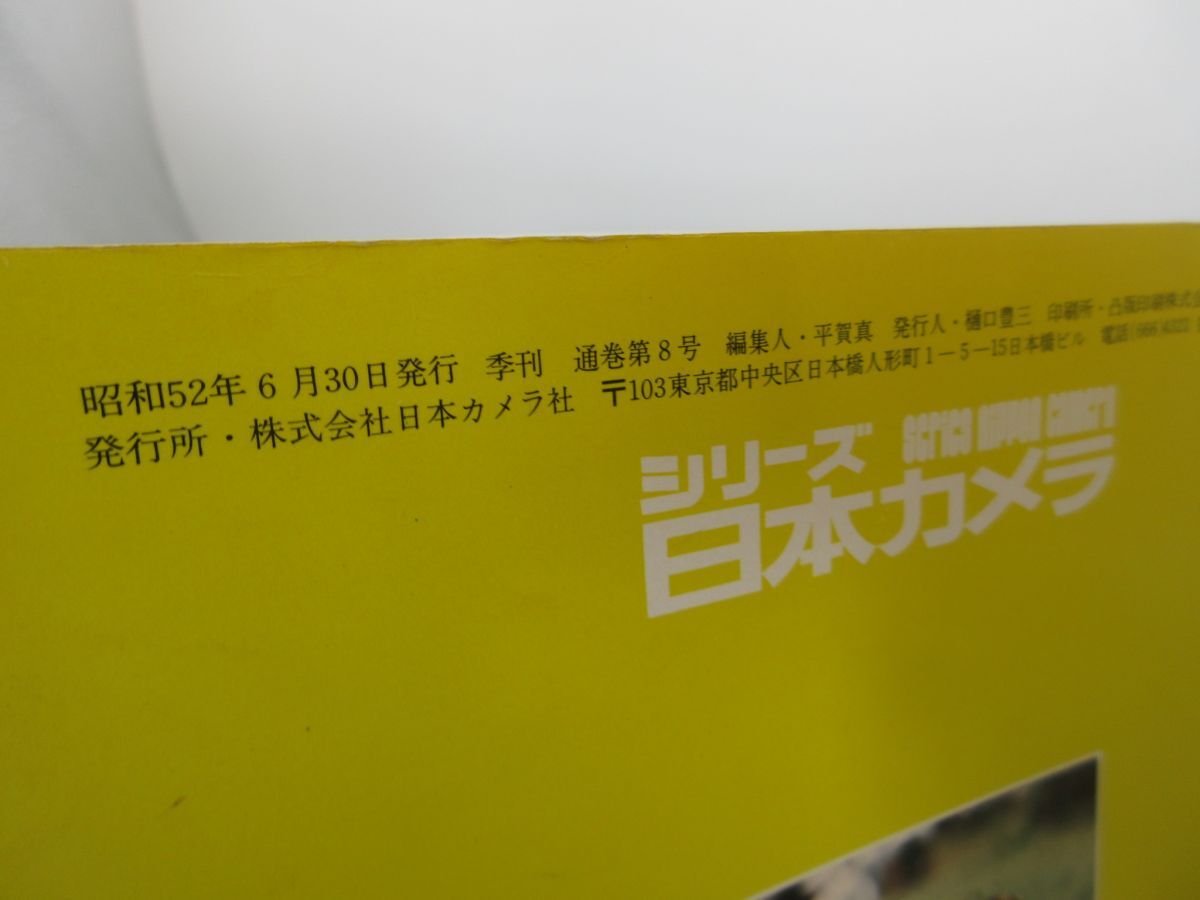 昭和52年6月30日発行 季刊 通巻第8号 編集人・平賀真 発行人・樋口豊三 印刷所・凸版印刷株式会
発行所・株式会社日本カメラ社 〒103東京都中央区日本橋人形町1-5-15日本橋ビル 電話(666)4321
シリーズ
日本カメラ